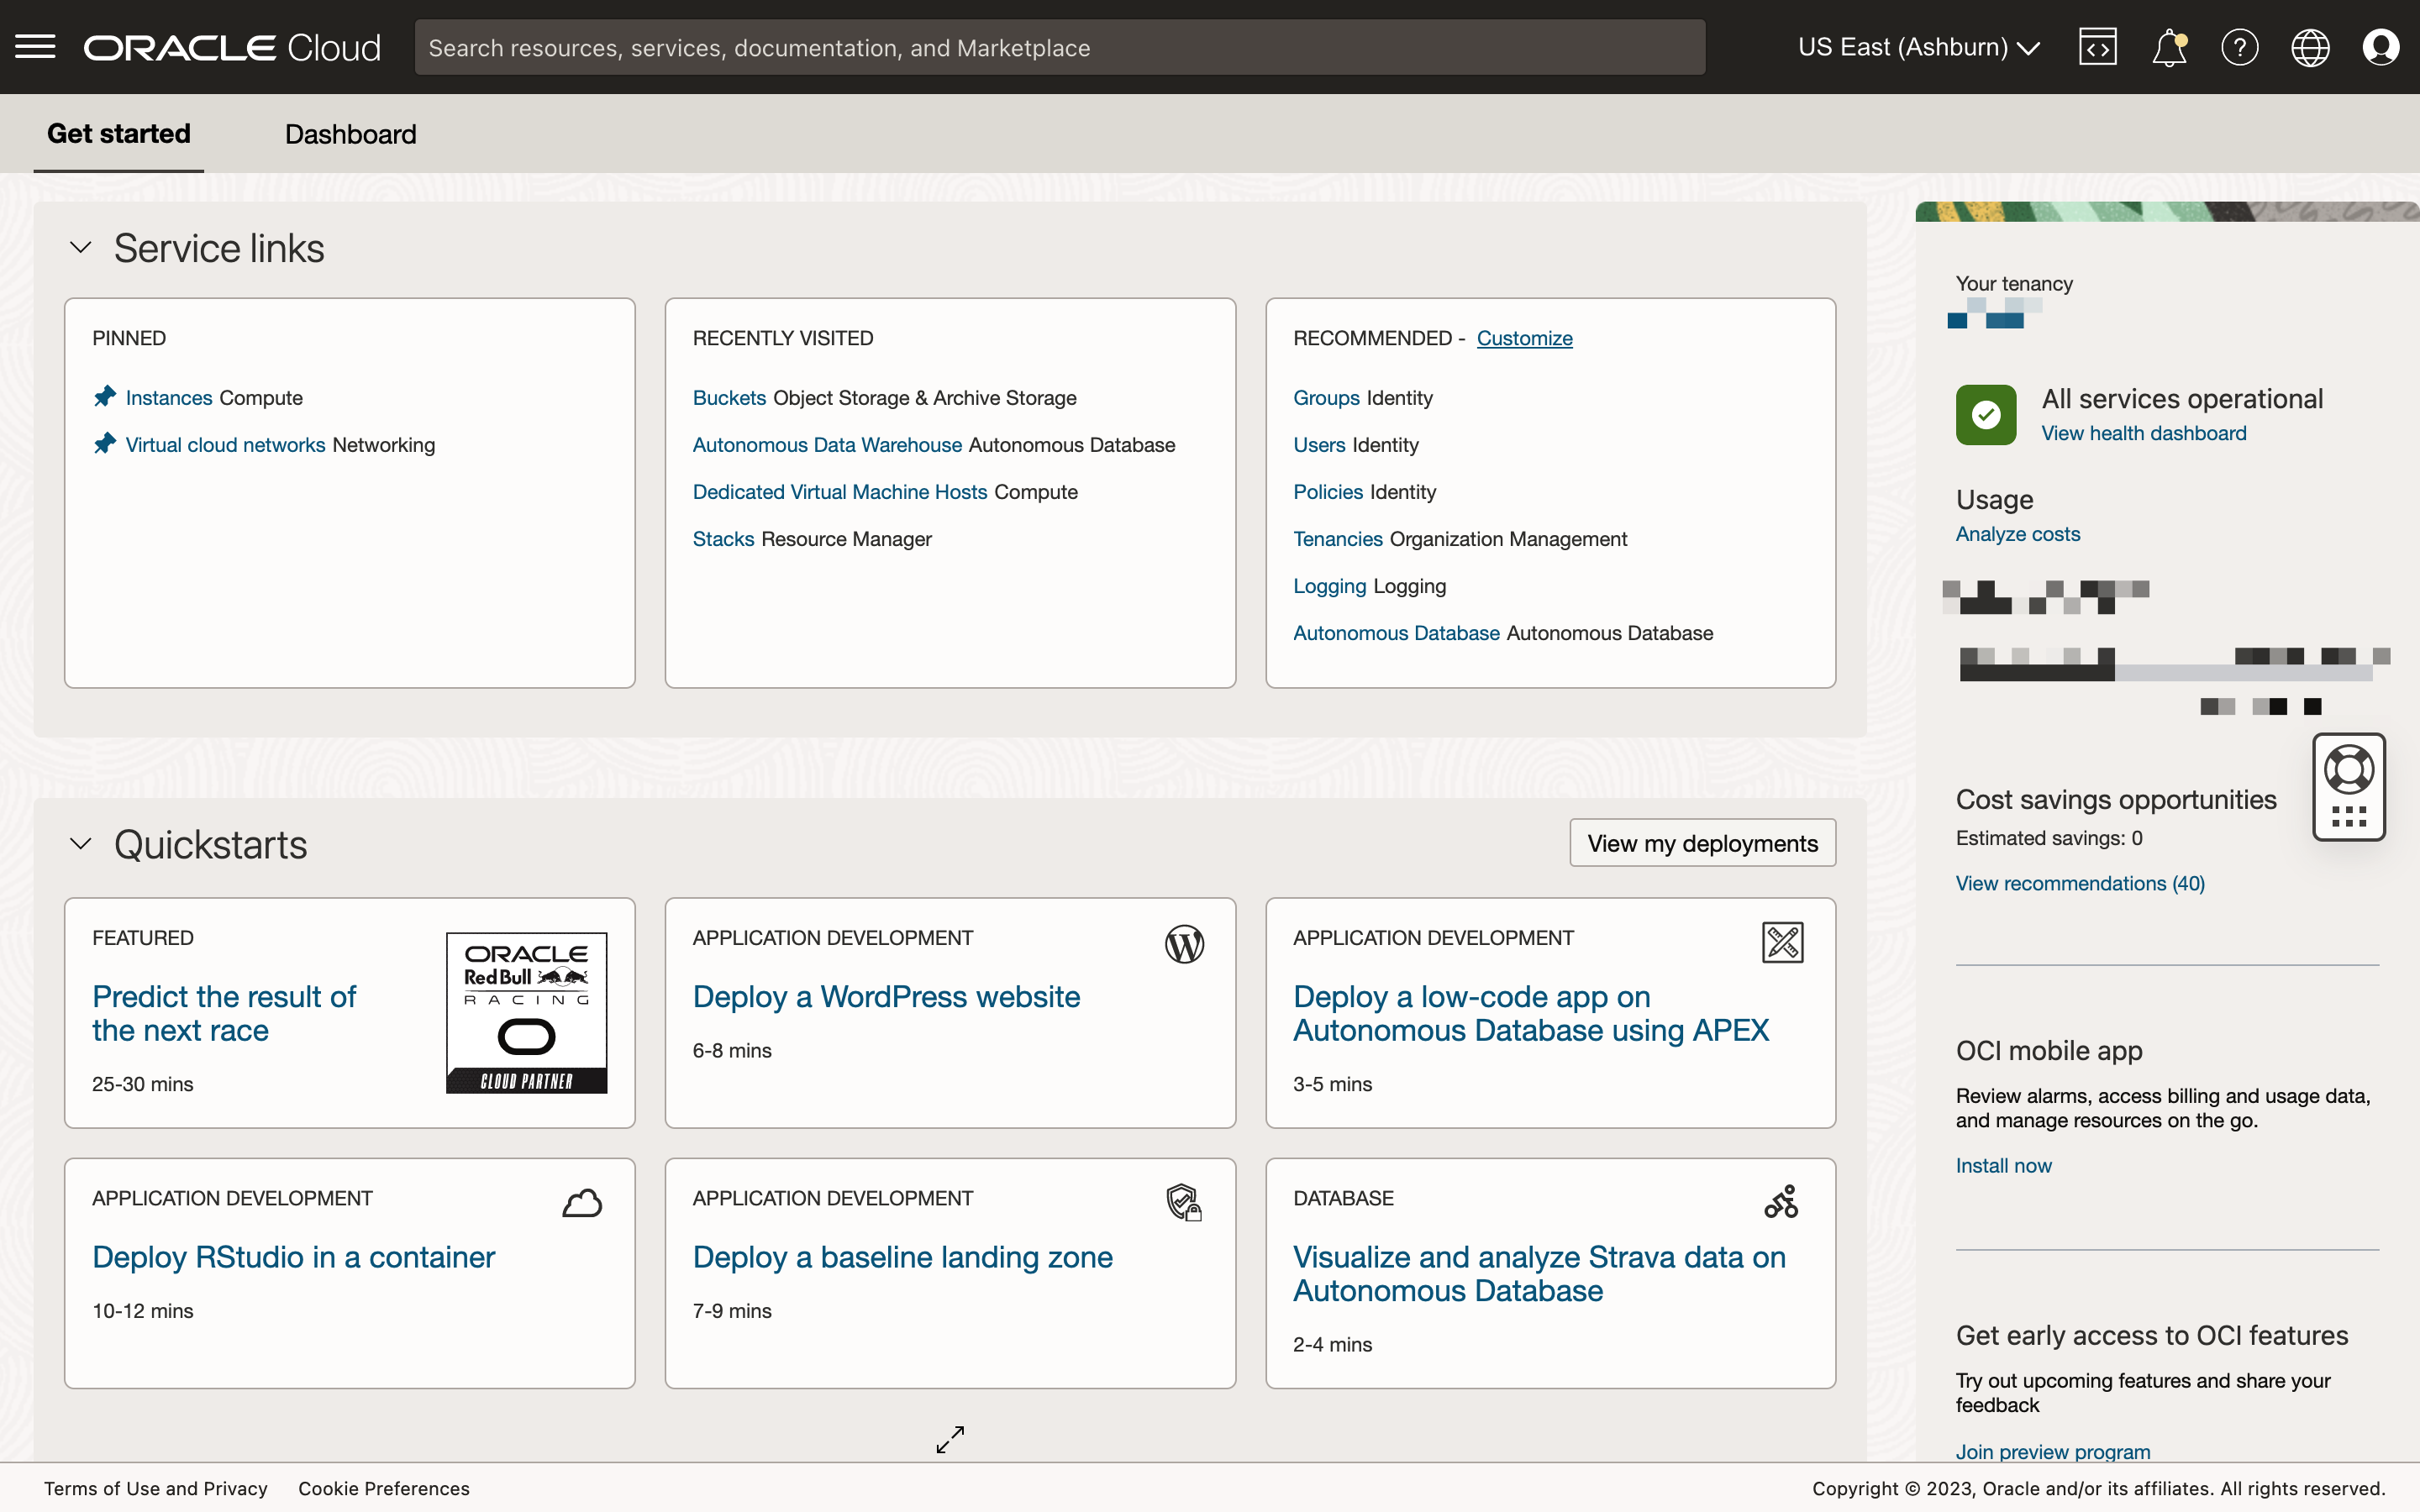 ORACLE Cloud
Search resources, services, documentation, and Marketplace
US East (Ashburn)
Get started
Dashboard
Service links
PINNED
Instances Compute
Virtual cloud networks Networking
RECENTLY VISITED
Buckets Object Storage & Archive Storage
Autonomous Data Warehouse Autonomous Database
Dedicated Virtual Machine Hosts Compute
Stacks Resource Manager
RECOMMENDED - Customize
Groups Identity
Users Identity
Policies Identity
Tenancies Organization Management
Logging Logging
Autonomous Database Autonomous Database
Quickstarts
View my deployments
FEATURED
Predict the result of
the next race
25-30 mins
ORACLE
Red Bull
RACING
CLOUD PARTNER
APPLICATION DEVELOPMENT
Deploy a WordPress website
6-8 mins
APPLICATION DEVELOPMENT
Deploy a low-code app on
Autonomous Database using APEX
3-5 mins
APPLICATION DEVELOPMENT
Deploy RStudio in a container
10-12 mins
APPLICATION DEVELOPMENT
Deploy a baseline landing zone
7-9 mins
DATABASE
Visualize and analyze Strava data on
Autonomous Database
2-4 mins
Your tenancy
All services operational
View health dashboard
Usage
Analyze costs
Cost savings opportunities
Estimated savings: 0
View recommendations (40)
OCI mobile app
Review alarms, access billing and usage data,
and manage resources on the go.
Install now
Get early access to OCI features
Try out upcoming features and share your
feedback
Join preview program
Terms of Use and Privacy
Cookie Preferences
Copyright © 2023, Oracle and/or its affiliates. All rights reserved.